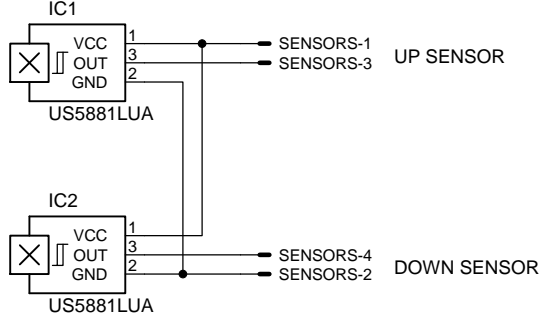 IC1
VCC 1 SENSORS-1
OUT 3 SENSORS-3 UP SENSOR
GND 2
US5881LUA
IC2
VCC 1
OUT 3 SENSORS-4
GND 2 SENSORS-2 DOWN SENSOR
US5881LUA